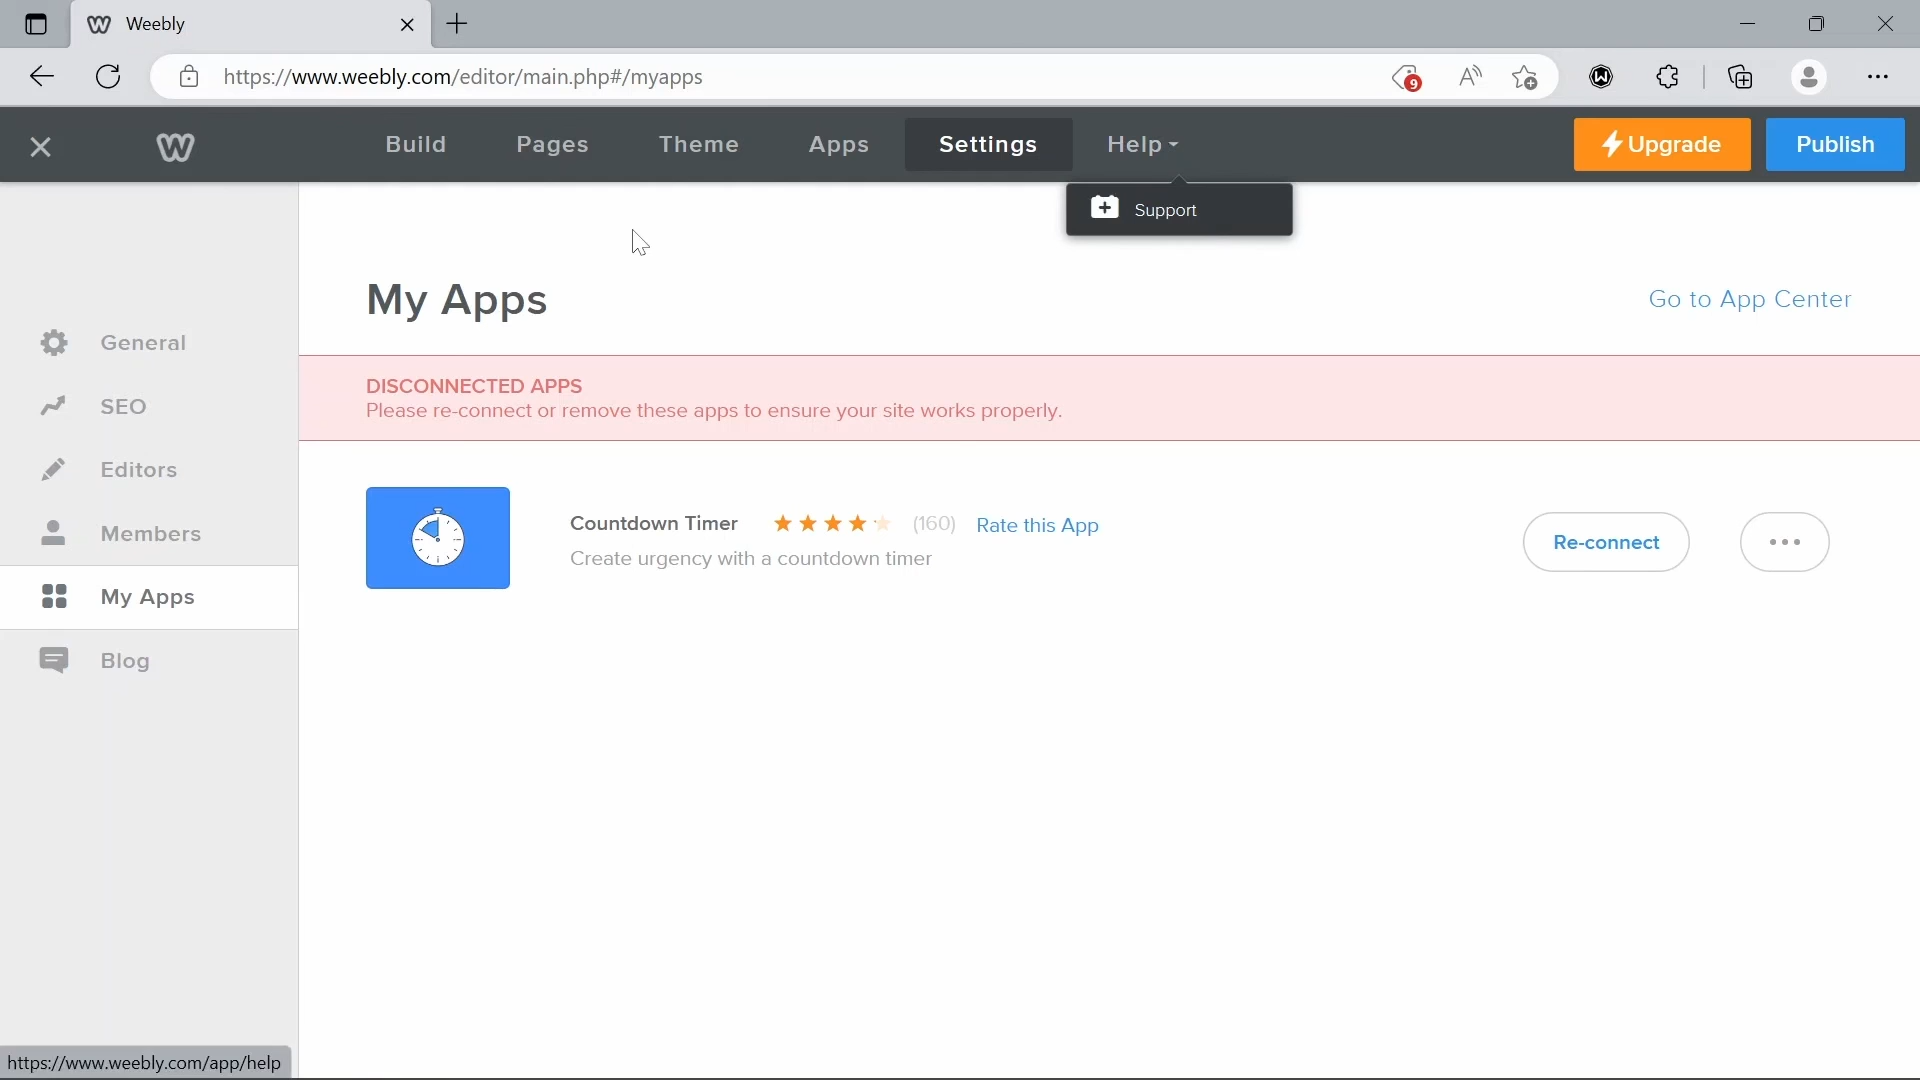 Weebly
https://www.weebly.com/editor/main.php#/myapps
9
Build Pages Theme Apps Settings Help
Upgrade Publish
Support
My Apps
Go to App Center
DISCONNECTED APPS
Please re-connect or remove these apps to ensure your site works properly.
General
SEO
Editors
Members
My Apps
Blog
Countdown Timer (160) Rate this App
Create urgency with a countdown timer
Re-connect
https://www.weebly.com/app/help